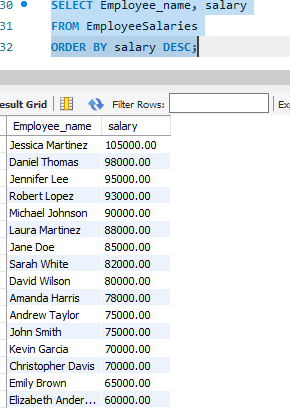 30 SELECT Employee_name, salary
31 FROM EmployeeSalaries
32 ORDER BY salary DESC;
esult Grid Filter Rows: Exp
Employee_name salary
Jessica Martinez 105000.00
Daniel Thomas 98000.00
Jennifer Lee 95000.00
Robert Lopez 93000.00
Michael Johnson 90000.00
Laura Martinez 88000.00
Jane Doe 85000.00
Sarah White 82000.00
David Wilson 80000.00
Amanda Harris 78000.00
Andrew Taylor 75000.00
John Smith 75000.00
Kevin Garcia 70000.00
Christopher Davis 70000.00
Emily Brown 65000.00
Elizabeth Ander... 60000.00